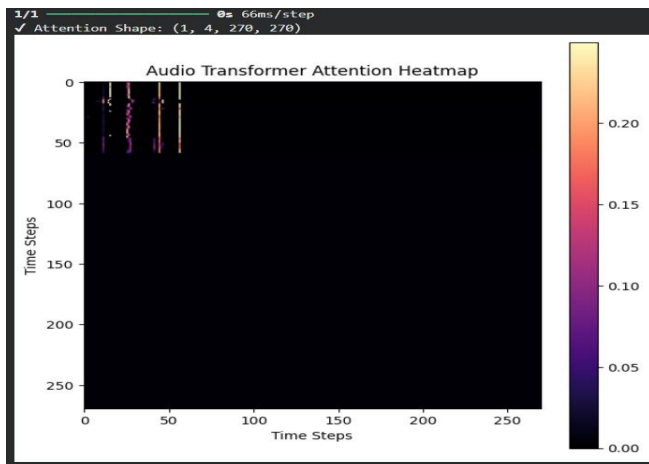 1/1 ━━━━━━━━━━━━━━━━━━━━ 0s 66ms/step
✓ Attention Shape: (1, 4, 270, 270)
Audio Transformer Attention Heatmap
0
50
100
150
200
250
Time Steps
0 50 100 150 200 250
Time Steps
0.20
0.15
0.10
0.05
0.00